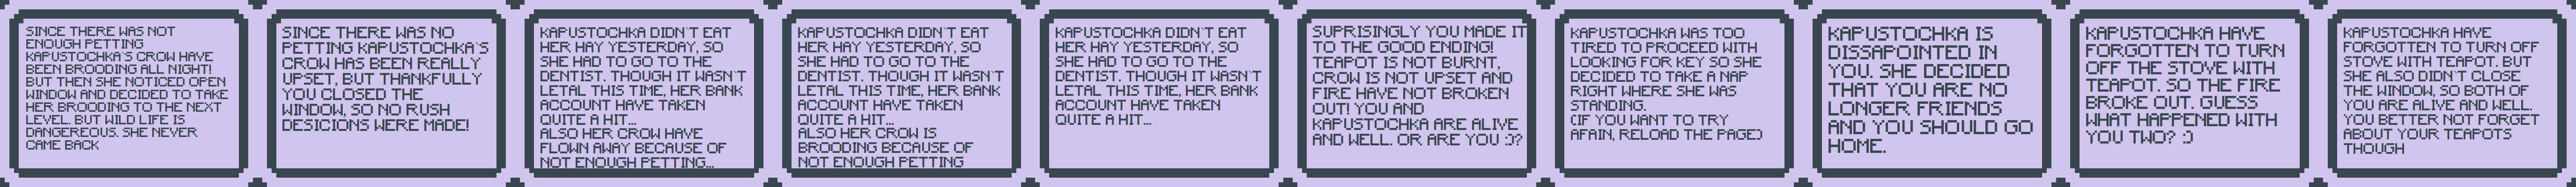 SINCE THERE WAS NOT
ENOUGH PETTING
KAPUSTOCHKA'S CROW HAVE
BEEN BROODING ALL NIGHT!
BUT THEN SHE NOTICED OPEN
WINDOW AND DECIDED TO TAKE
HER BROODING TO THE NEXT
LEVEL. BUT WILD LIFE IS
DANGEREOUS. SHE NEVER
CAME BACK
SINCE THERE WAS NO
PETTING KAPUSTOCHKA'S
CROW HAS BEEN REALLY
UPSET, BUT THANKFULLY
YOU CLOSED THE
WINDOW, SO NO RUSH
DESICIONS WERE MADE!
KAPUSTOCHKA DIDN'T EAT
HER HAY YESTERDAY, SO
SHE HAD TO GO TO THE
DENTIST. THOUGH IT WASN'T
LETAL THIS TIME, HER BANK
ACCOUNT HAVE TAKEN
QUITE A HIT...
ALSO HER CROW HAVE
FLOWN AWAY BECAUSE OF
NOT ENOUGH PETTING...
KAPUSTOCHKA DIDN'T EAT
HER HAY YESTERDAY, SO
SHE HAD TO GO TO THE
DENTIST. THOUGH IT WASN'T
LETAL THIS TIME, HER BANK
ACCOUNT HAVE TAKEN
QUITE A HIT...
ALSO HER CROW IS
BROODING BECAUSE OF
NOT ENOUGH PETTING
KAPUSTOCHKA DIDN'T EAT
HER HAY YESTERDAY, SO
SHE HAD TO GO TO THE
DENTIST. THOUGH IT WASN'T
LETAL THIS TIME, HER BANK
ACCOUNT HAVE TAKEN
QUITE A HIT...
SUPRISINGLY YOU MADE IT
TO THE GOOD ENDING!
TEAPOT IS NOT BURNT,
CROW IS NOT UPSET AND
FIRE HAVE NOT BROKEN
OUT! YOU AND
KAPUSTOCHKA ARE ALIVE
AND WELL. OR ARE YOU :)?
KAPUSTOCHKA WAS TOO
TIRED TO PROCEED WITH
LOOKING FOR KEY SO SHE
DECIDED TO TAKE A NAP
RIGHT WHERE SHE WAS
STANDING.
(IF YOU WANT TO TRY
AFAIN, RELOAD THE PAGE)
KAPUSTOCHKA IS
DISSAPOINTED IN
YOU. SHE DECIDED
THAT YOU ARE NO
LONGER FRIENDS
AND YOU SHOULD GO
HOME.
KAPUSTOCHKA HAVE
FORGOTTEN TO TURN
OFF THE STOVE WITH
TEAPOT. SO THE FIRE
BROKE OUT. GUESS
WHAT HAPPENED WITH
YOU TWO? :)
KAPUSTOCHKA HAVE
FORGOTTEN TO TURN OFF
STOVE WITH TEAPOT. BUT
SHE ALSO DIDN'T CLOSE
THE WINDOW, SO BOTH OF
YOU ARE ALIVE AND WELL.
YOU BETTER NOT FORGET
ABOUT YOUR TEAPOTS
THOUGH